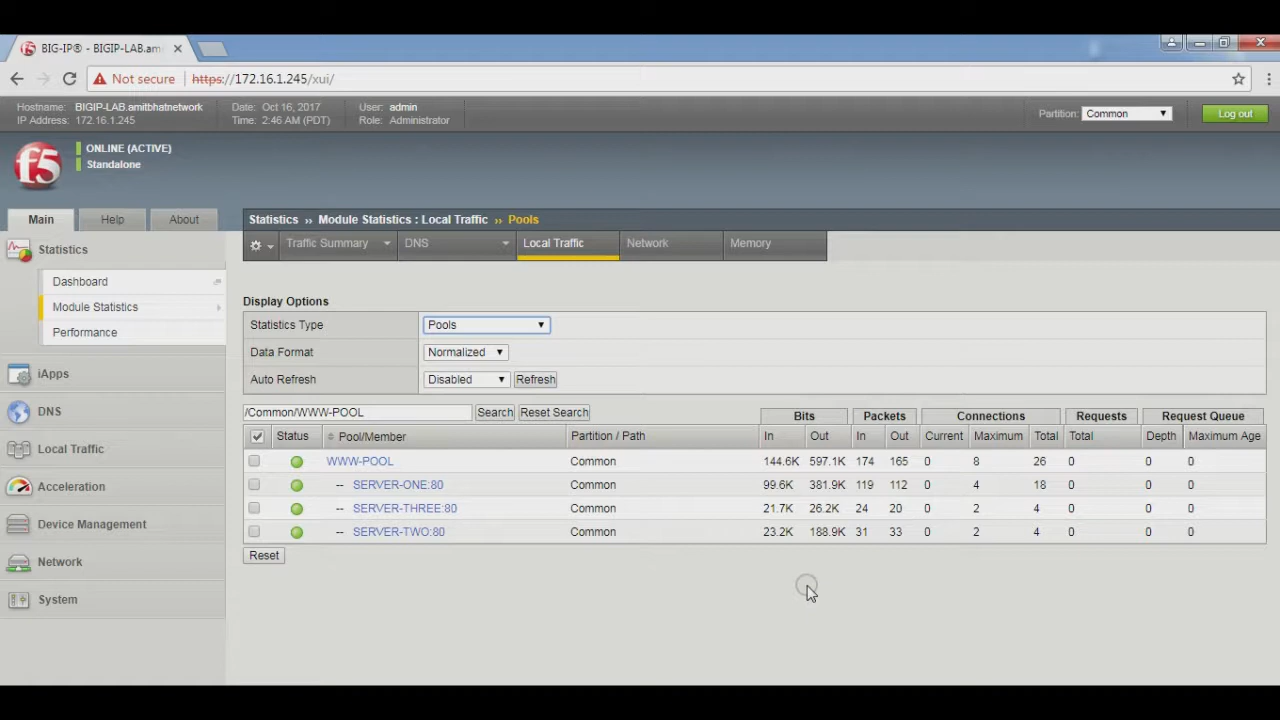 BIG-IP® - BIGIP-LAB.am
Not secure https://172.16.1.245/xui/
Hostname: BIGIP-LAB.amitbhatnetwork Date: Oct 16, 2017 User: admin
IP Address: 172.16.1.245 Time: 2:46 AM (PDT) Role: Administrator
Partition: Common Log out
f5
ONLINE (ACTIVE)
Standalone
Main Help About
Statistics ›› Module Statistics : Local Traffic ›› Pools
Traffic Summary DNS Local Traffic Network Memory
Statistics
Dashboard
Module Statistics
Performance
iApps
DNS
Local Traffic
Acceleration
Device Management
Network
System
Display Options
Statistics Type Pools
Data Format Normalized
Auto Refresh Disabled Refresh
/Common/WWW-POOL Search Reset Search
Bits Packets Connections Requests Request Queue
Status Pool/Member Partition / Path In Out In Out Current Maximum Total Total Depth Maximum Age
WWW-POOL Common 144.6K 597.1K 174 165 0 8 26 0 0 0
-- SERVER-ONE:80 Common 99.6K 381.9K 119 112 0 4 18 0 0 0
-- SERVER-THREE:80 Common 21.7K 26.2K 24 20 0 2 4 0 0 0
-- SERVER-TWO:80 Common 23.2K 188.9K 31 33 0 2 4 0 0 0
Reset